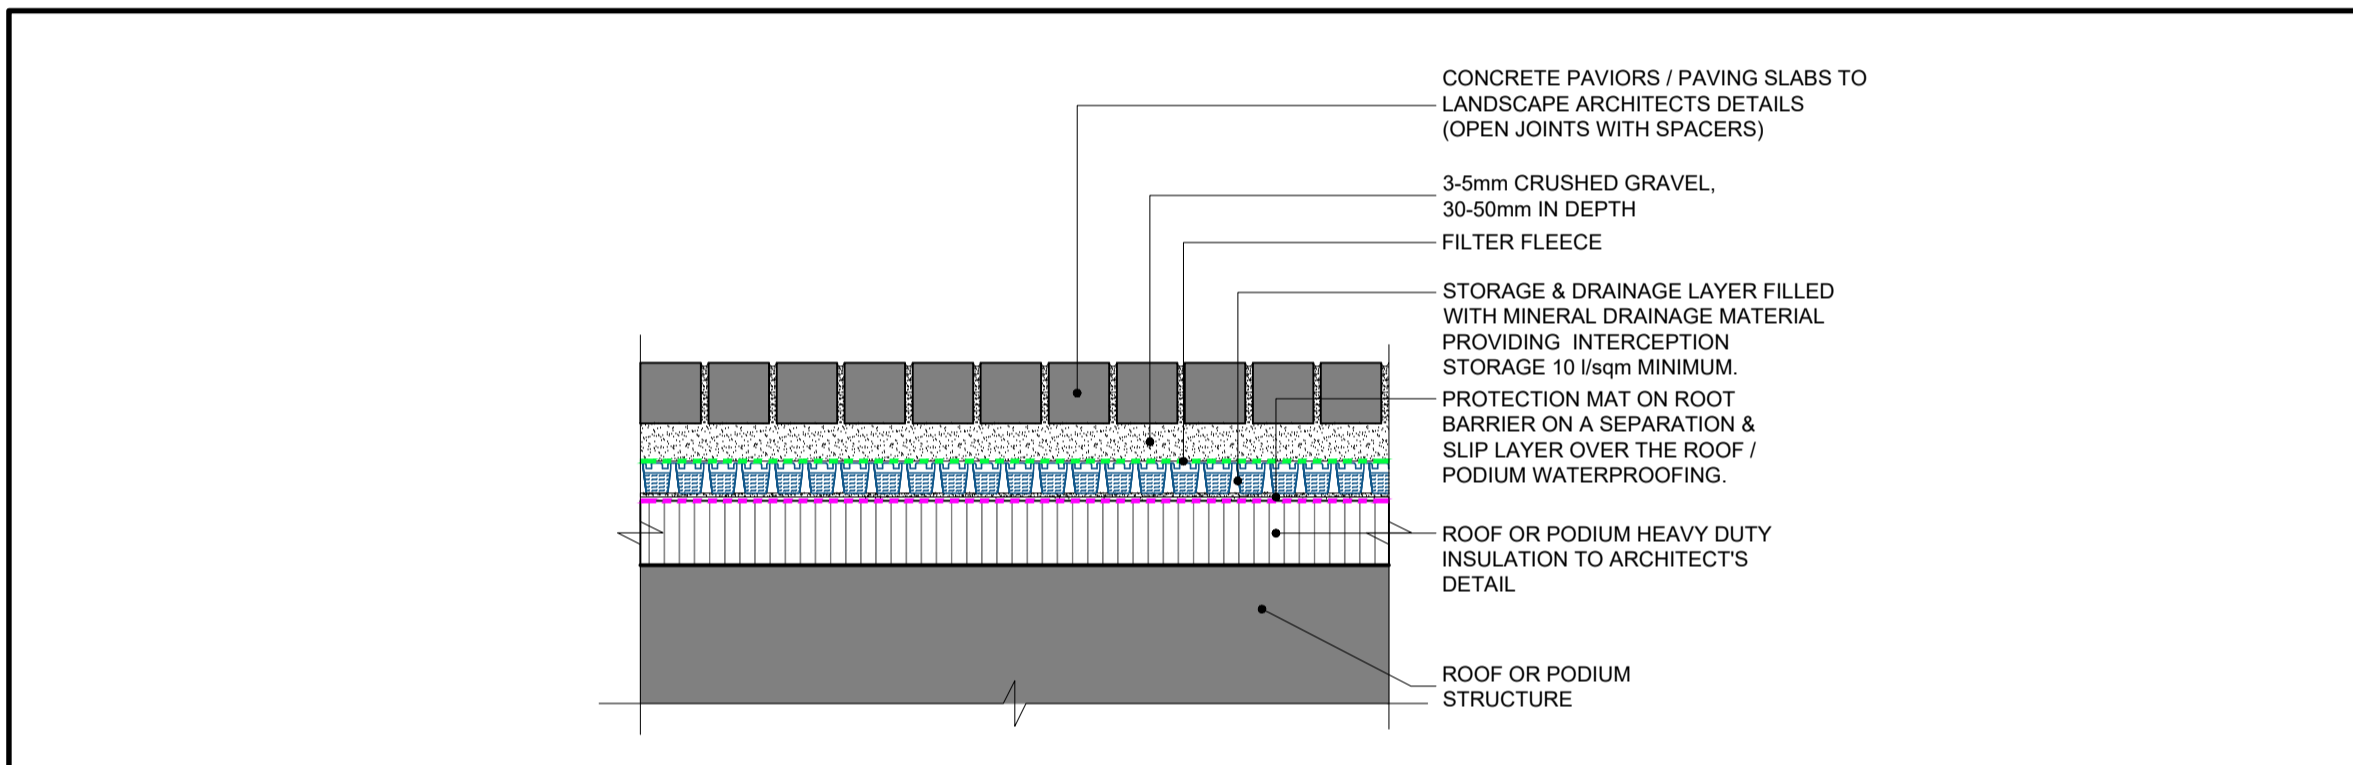 CONCRETE PAVIORS / PAVING SLABS TO
LANDSCAPE ARCHITECTS DETAILS
(OPEN JOINTS WITH SPACERS)
3-5mm CRUSHED GRAVEL,
30-50mm IN DEPTH
FILTER FLEECE
STORAGE & DRAINAGE LAYER FILLED
WITH MINERAL DRAINAGE MATERIAL
PROVIDING INTERCEPTION
STORAGE 10 l/sqm MINIMUM.
PROTECTION MAT ON ROOT
BARRIER ON A SEPARATION &
SLIP LAYER OVER THE ROOF /
PODIUM WATERPROOFING.
ROOF OR PODIUM HEAVY DUTY
INSULATION TO ARCHITECT'S
DETAIL
ROOF OR PODIUM
STRUCTURE